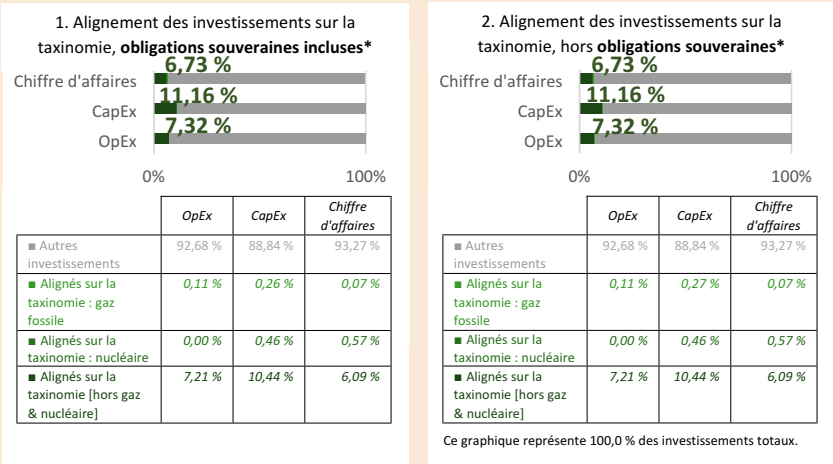 1. Alignement des investissements sur la
taxinomie, obligations souveraines incluses*
6,73 %
Chiffre d'affaires
11,16 %
CapEx
7,32 %
OpEx
0%
100%
OpEx CapEx Chiffre
d'affaires
■ Autres 92,68 % 88,84 % 93,27 %
investissements
■ Alignés sur la 0,11 % 0,26 % 0,07 %
taxinomie : gaz
fossile
■ Alignés sur la 0,00 % 0,46 % 0,57 %
taxinomie : nucléaire
■ Alignés sur la 7,21 % 10,44 % 6,09 %
taxinomie [hors gaz
& nucléaire]
2. Alignement des investissements sur la
taxinomie, hors obligations souveraines*
6,73 %
Chiffre d'affaires
11,16 %
CapEx
7,32 %
OpEx
0%
100%
OpEx CapEx Chiffre
d'affaires
■ Autres 92,68 % 88,84 % 93,27 %
investissements
■ Alignés sur la 0,11 % 0,27 % 0,07 %
taxinomie : gaz
fossile
■ Alignés sur la 0,00 % 0,46 % 0,57 %
taxinomie : nucléaire
■ Alignés sur la 7,21 % 10,44 % 6,09 %
taxinomie [hors gaz
& nucléaire]
Ce graphique représente 100,0 % des investissements totaux.